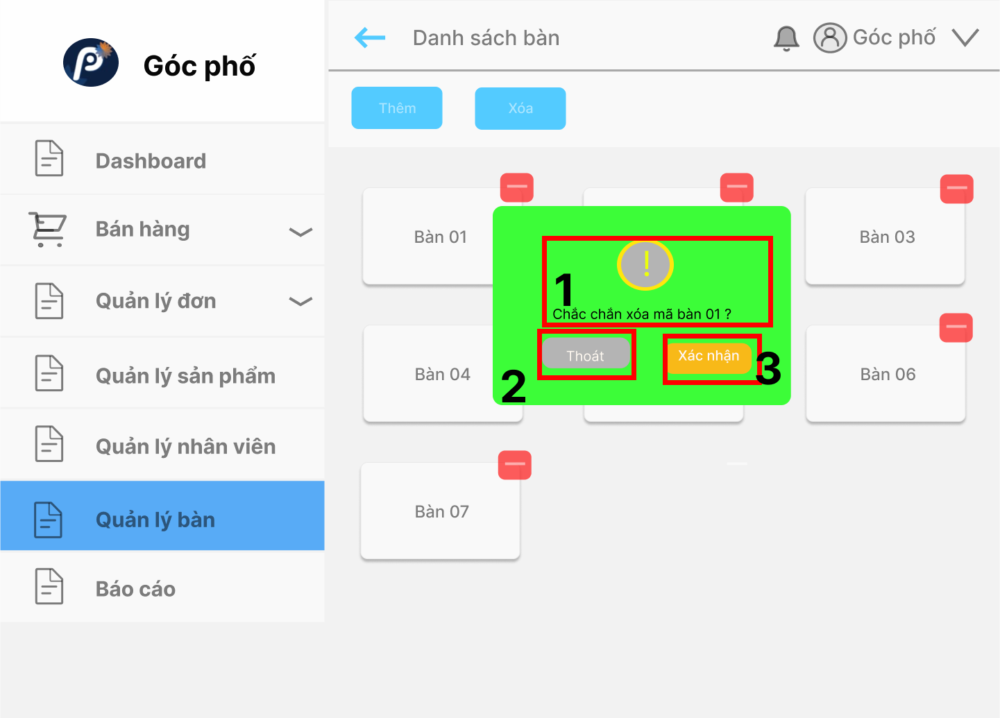 Góc phố
Danh sách bàn
Góc phố
Thêm
Xóa
Dashboard
Bán hàng
Quản lý đơn
Quản lý sản phẩm
Quản lý nhân viên
Quản lý bàn
Báo cáo
Bàn 01
Bàn 03
!
1
Chắc chắn xóa mã bàn 01 ?
Thoát
Xác nhận
2
3
Bàn 04
Bàn 06
Bàn 07